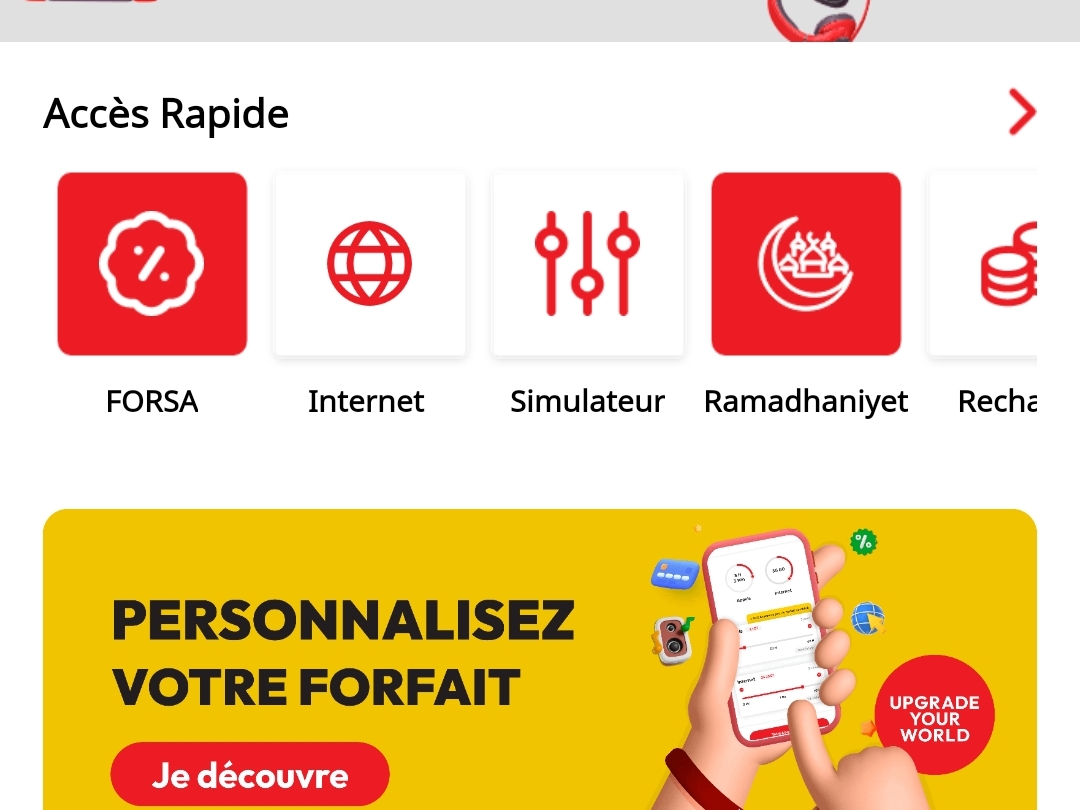 Accès Rapide
FORSA
Internet
Simulateur
Ramadhaniyet
Recha
PERSONNALISEZ
VOTRE FORFAIT
Je découvre
UPGRADE
YOUR
WORLD